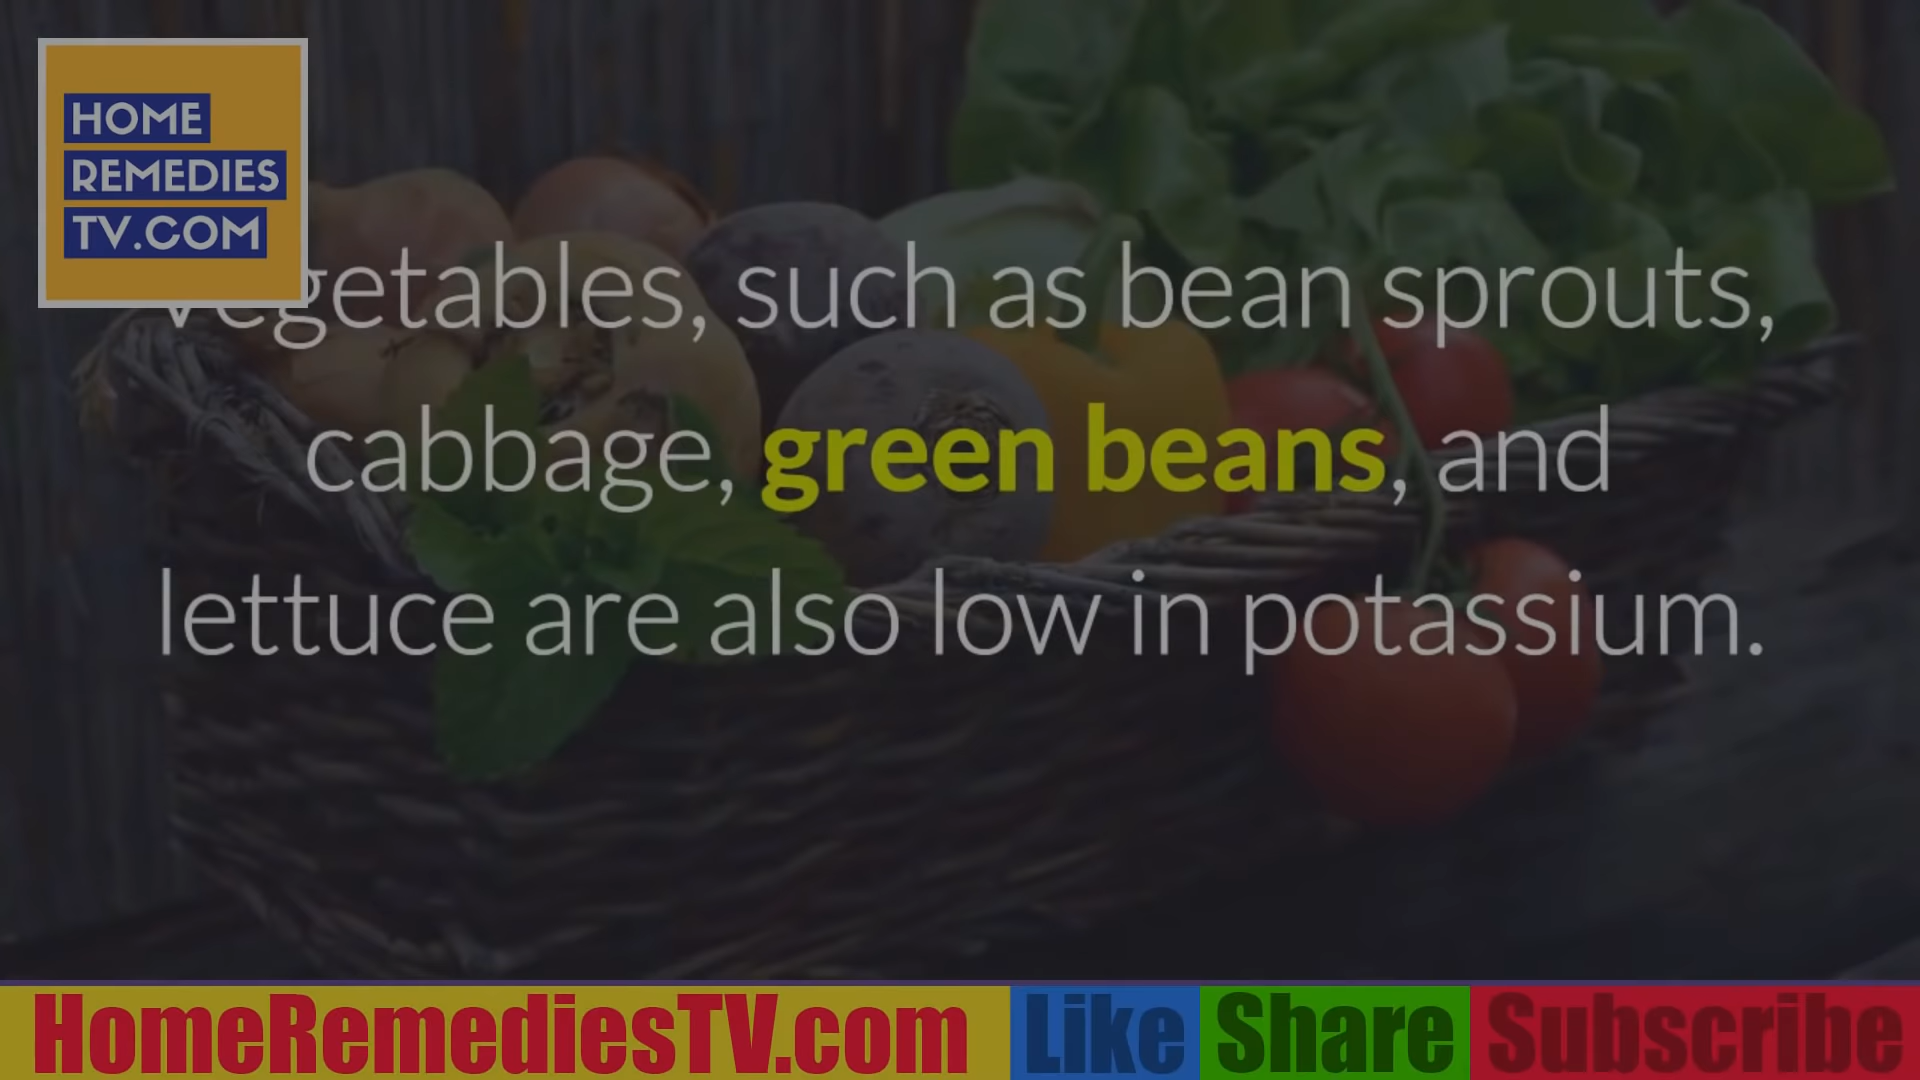 HOME
REMEDIES
TV.COM
vegetables, such as bean sprouts,
cabbage, green beans, and
lettuce are also low in potassium.
HomeRemediesTV.com Like Share Subscribe